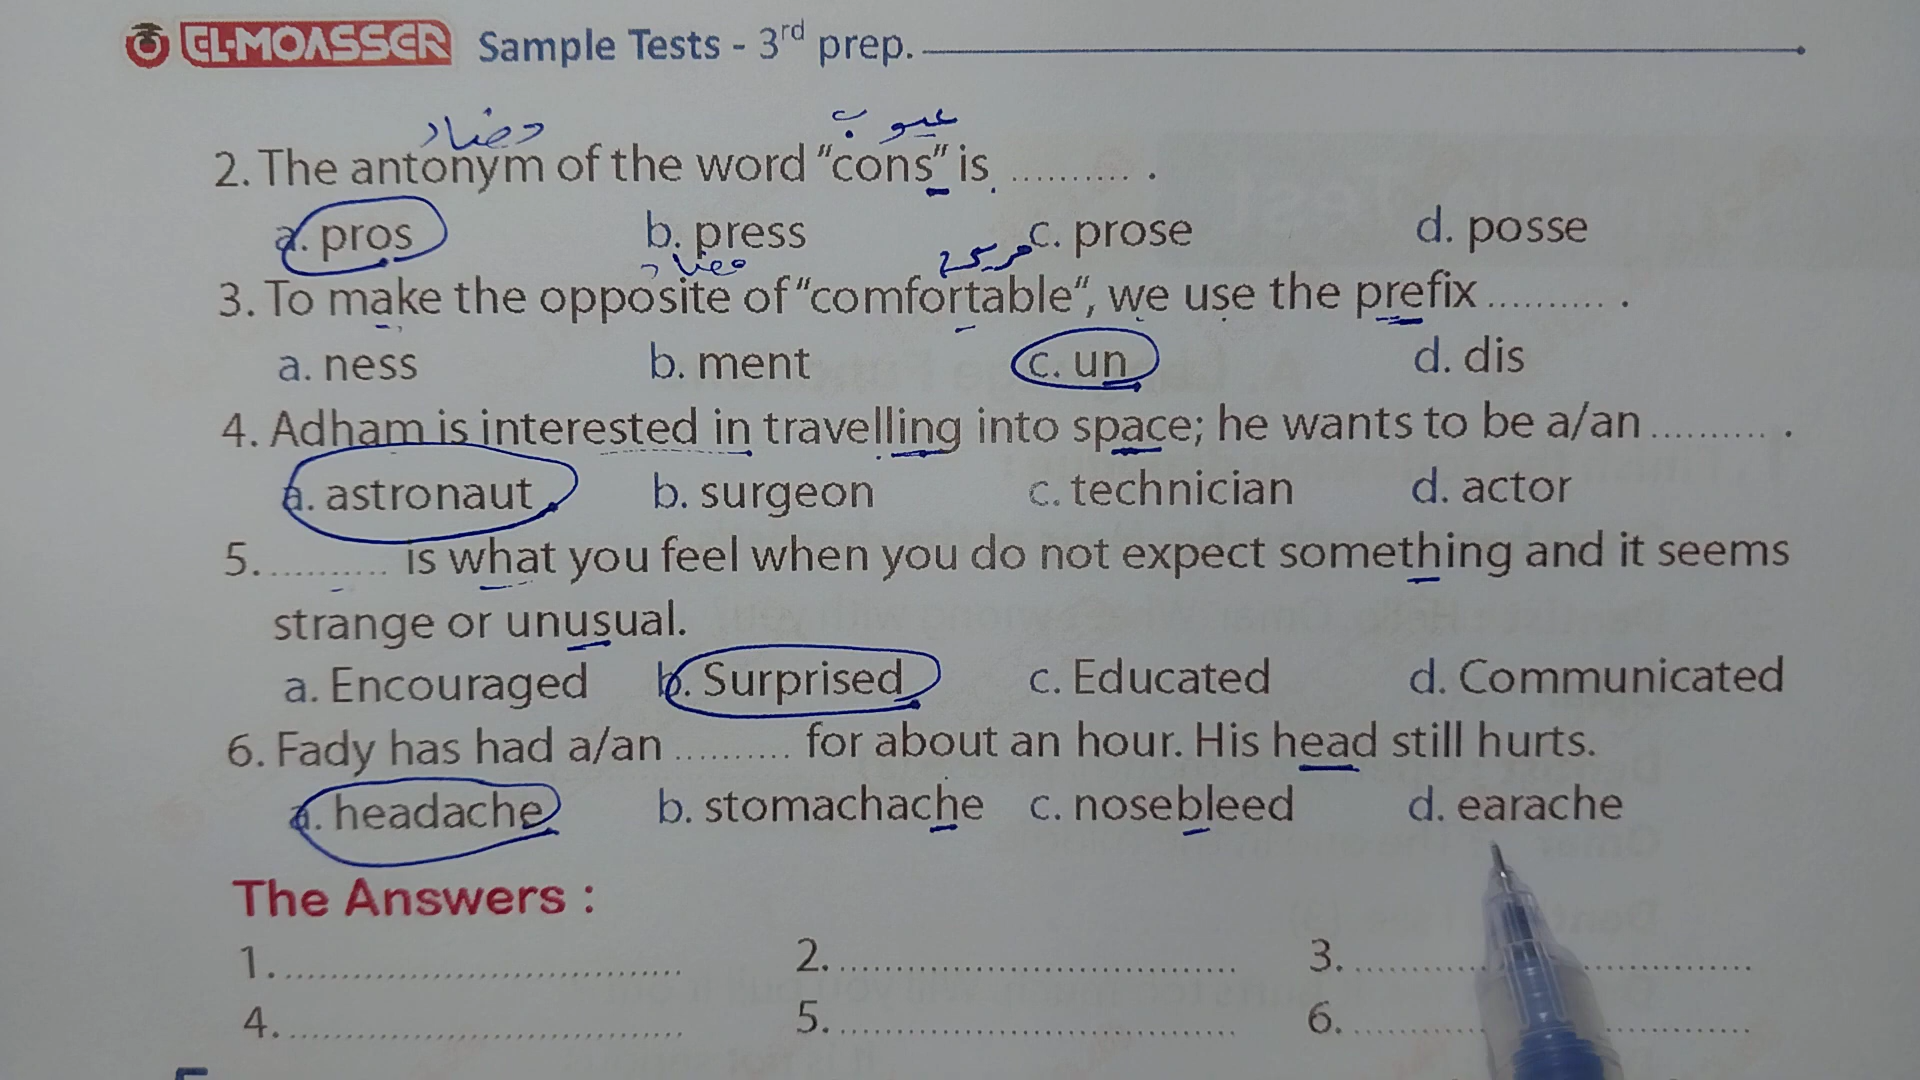 EL-MOASSER Sample Tests - 3rd prep.
مضاد عيوب
2. The antonym of the word "cons" is .......... .
a. pros b. press c. prose d. posse
مضاد مريح
3. To make the opposite of "comfortable", we use the prefix .......... .
a. ness b. ment c. un d. dis
4. Adham is interested in travelling into space; he wants to be a/an .......... .
a. astronaut b. surgeon c. technician d. actor
5. .......... is what you feel when you do not expect something and it seems
strange or unusual.
a. Encouraged b. Surprised c. Educated d. Communicated
6. Fady has had a/an .......... for about an hour. His head still hurts.
a. headache b. stomachache c. nosebleed d. earache
The Answers :
1. .................................. 2. .................................. 3. ..................................
4. .................................. 5. .................................. 6. ..................................